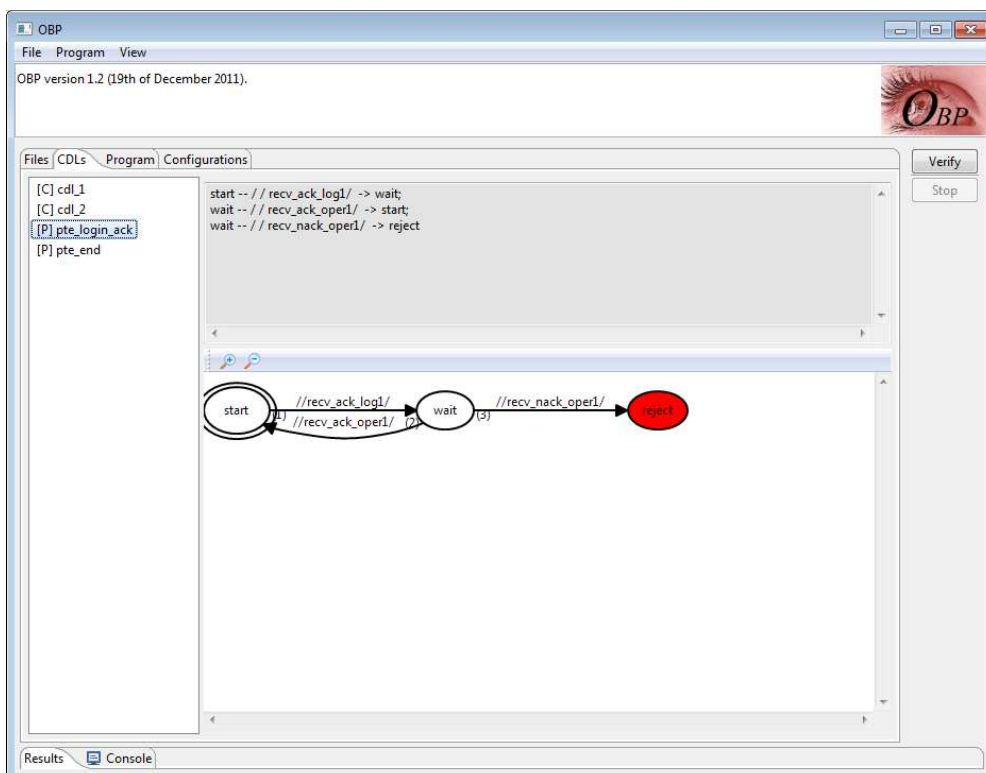 OBP
File Program View
OBP version 1.2 (19th of December 2011).
OBP
Files CDLs Program Configurations
Verify
Stop
[C] cdl_1
[C] cdl_2
[P] pte_login_ack
[P] pte_end
start -- / / recv_ack_log1/ -> wait;
wait -- / / recv_ack_oper1/ -> start;
wait -- / / recv_nack_oper1/ -> reject
start
(1)
//recv_ack_log1/
//recv_ack_oper1/
(2)
wait
(3)
//recv_nack_oper1/
reject
Results Console